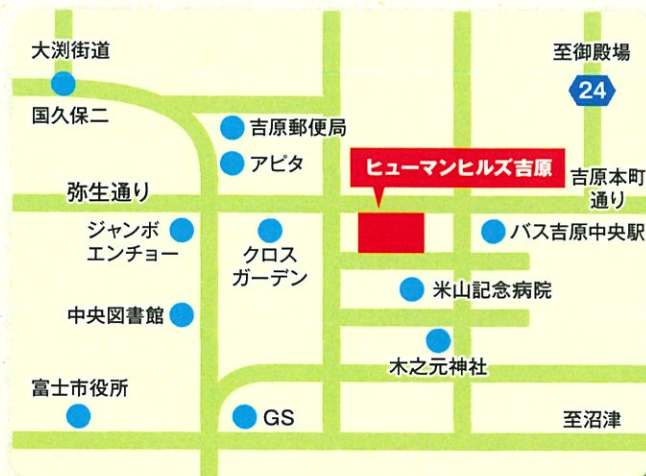 大渕街道
至御殿場
24
国久保二
吉原郵便局
アピタ
ヒューマンヒルズ吉原
吉原本町
通り
弥生通り
ジャンボ
エンチョー
クロス
ガーデン
バス吉原中央駅
米山記念病院
中央図書館
木之元神社
富士市役所
GS
至沼津